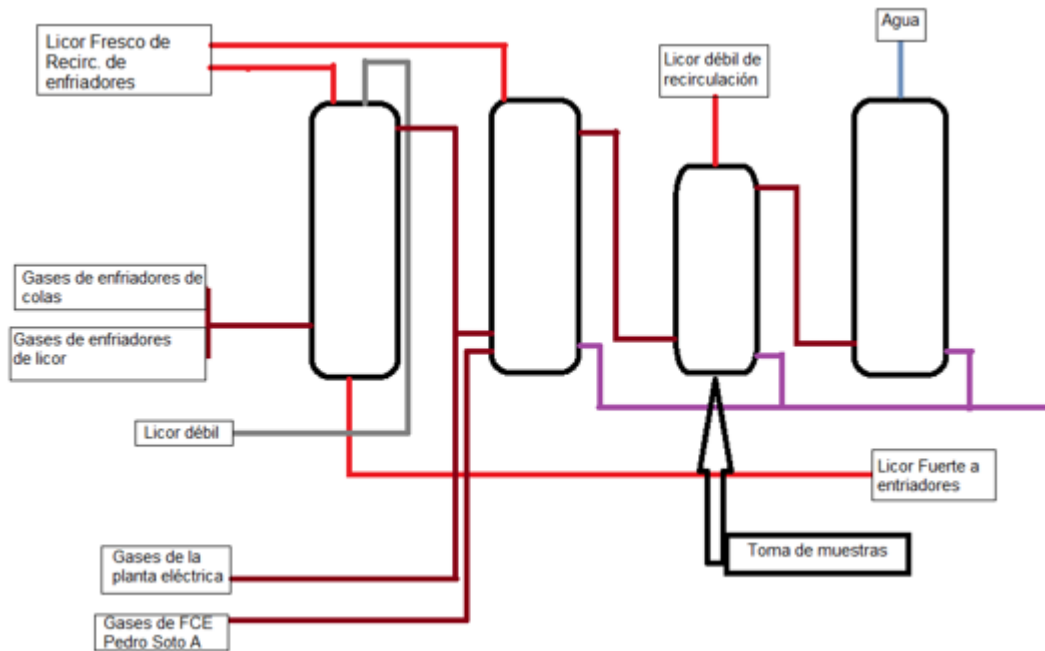 Licor Fresco de
Recirc. de
enfriadores
Agua
Licor débil de
recirculación
Gases de enfriadores de
colas
Gases de enfriadores
de licor
Licor débil
Licor Fuerte a
entriadores
Toma de muestras
Gases de la
planta eléctrica
Gases de FCE
Pedro Soto A